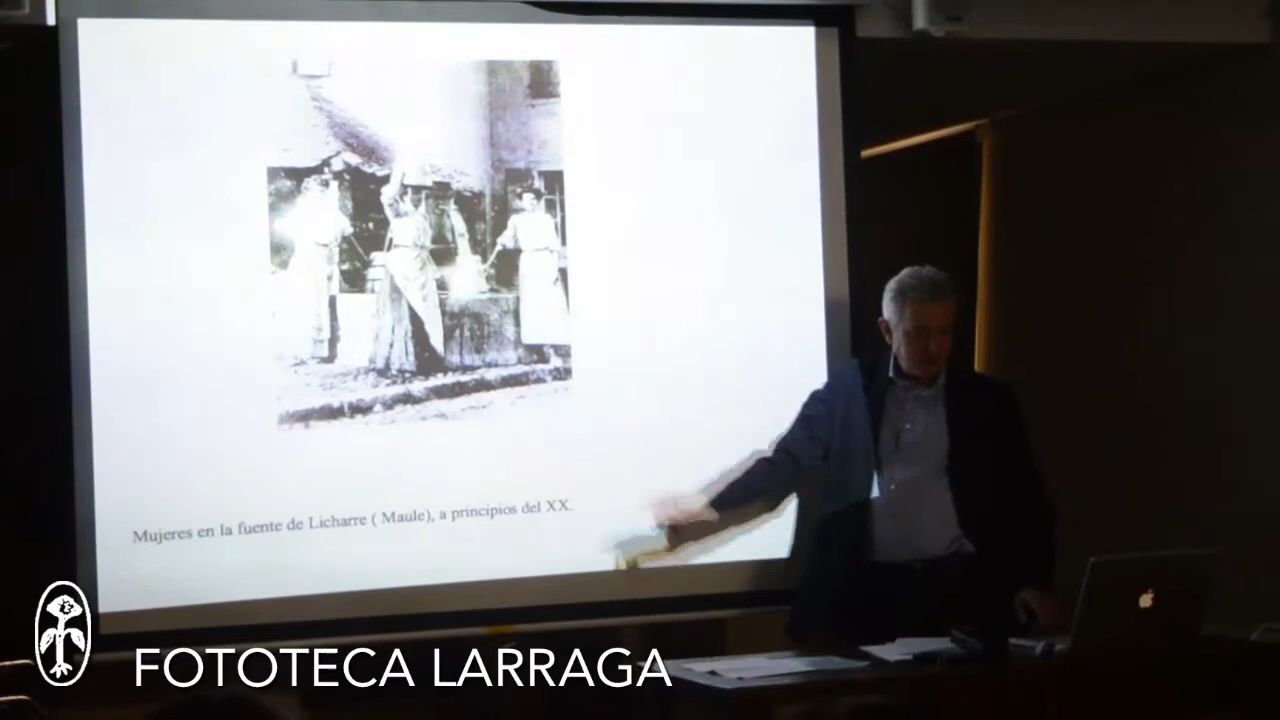 Mujeres en la fuente de Licharre ( Maule), a principios del XX.
FOTOTECA LARRAGA